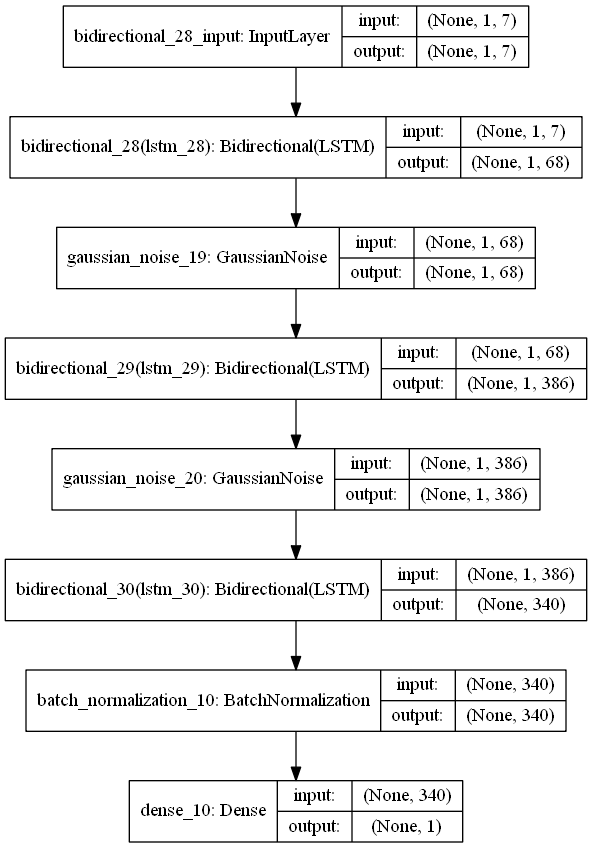 bidirectional_28_input: InputLayer input: (None, 1, 7)
output: (None, 1, 7)
bidirectional_28(lstm_28): Bidirectional(LSTM) input: (None, 1, 7)
output: (None, 1, 68)
gaussian_noise_19: GaussianNoise input: (None, 1, 68)
output: (None, 1, 68)
bidirectional_29(lstm_29): Bidirectional(LSTM) input: (None, 1, 68)
output: (None, 1, 386)
gaussian_noise_20: GaussianNoise input: (None, 1, 386)
output: (None, 1, 386)
bidirectional_30(lstm_30): Bidirectional(LSTM) input: (None, 1, 386)
output: (None, 340)
batch_normalization_10: BatchNormalization input: (None, 340)
output: (None, 340)
dense_10: Dense input: (None, 340)
output: (None, 1)